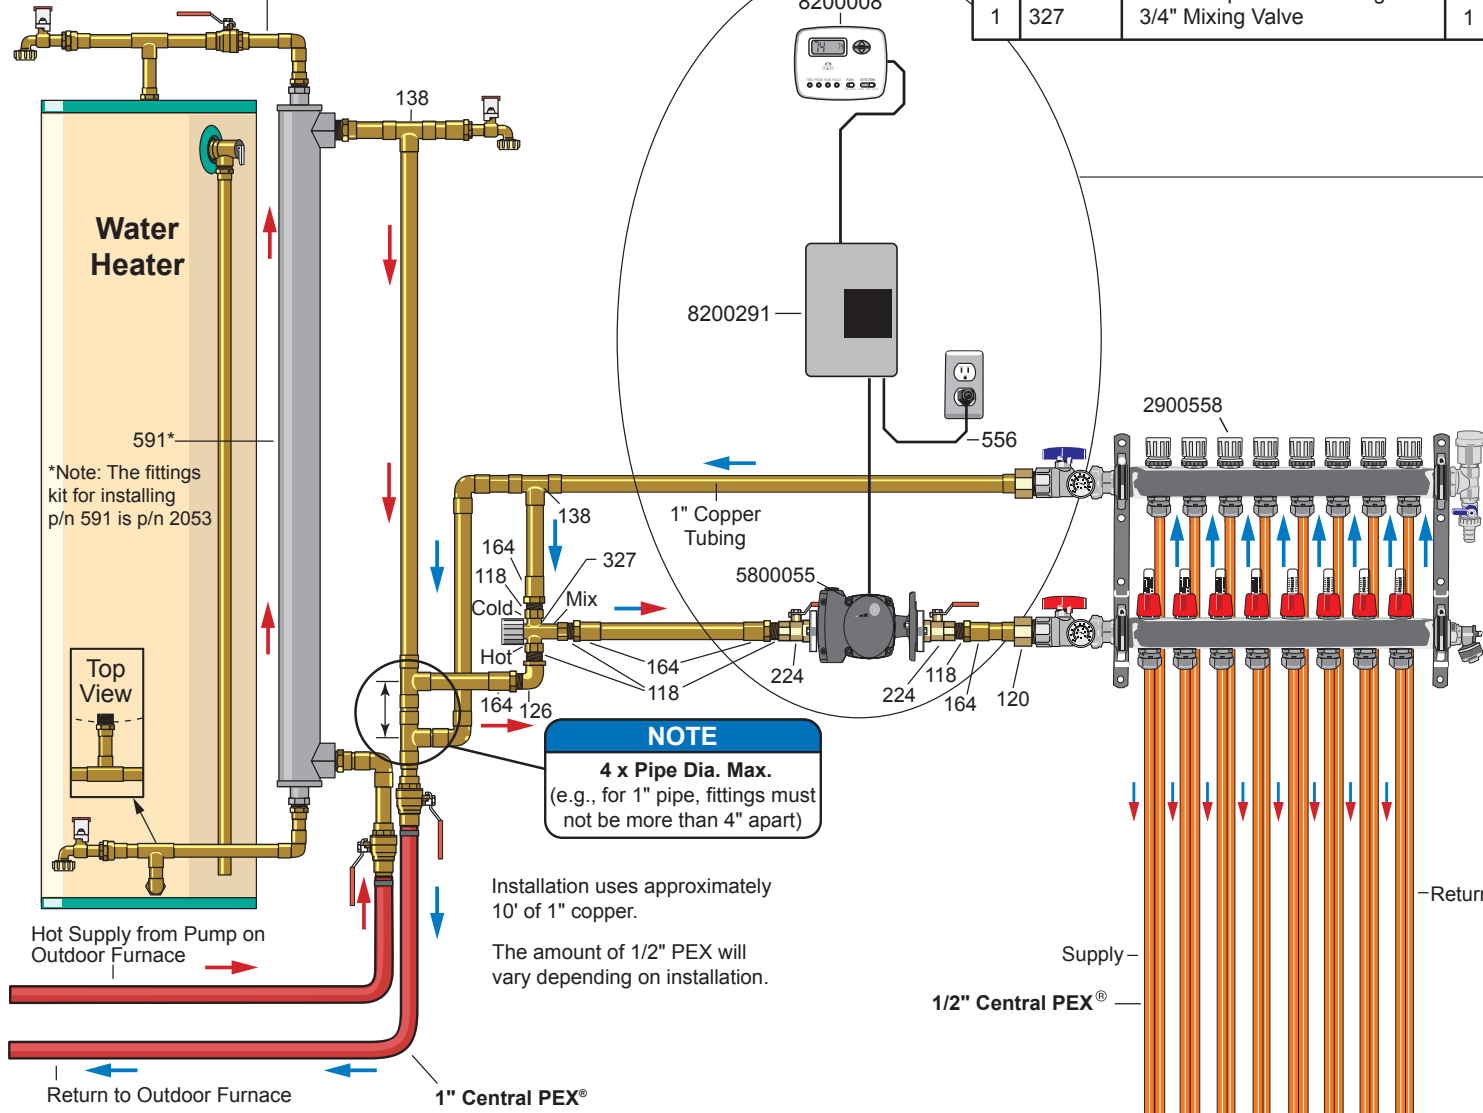 8200008
1 327 3/4" Mixing Valve 1
138
Water
Heater
8200291
2900558
591*
556
*Note: The fittings
kit for installing
p/n 591 is p/n 2053
1" Copper
Tubing
138
164
327
118
5800055
Cold
Mix
Hot
164
118
224
224
118
164
120
164
126
Top
View
NOTE
4 x Pipe Dia. Max.
(e.g., for 1" pipe, fittings must
not be more than 4" apart)
Installation uses approximately
10' of 1" copper.
The amount of 1/2" PEX will
vary depending on installation.
Return
Hot Supply from Pump on
Outdoor Furnace
Supply
1/2" Central PEX®
Return to Outdoor Furnace
1" Central PEX®